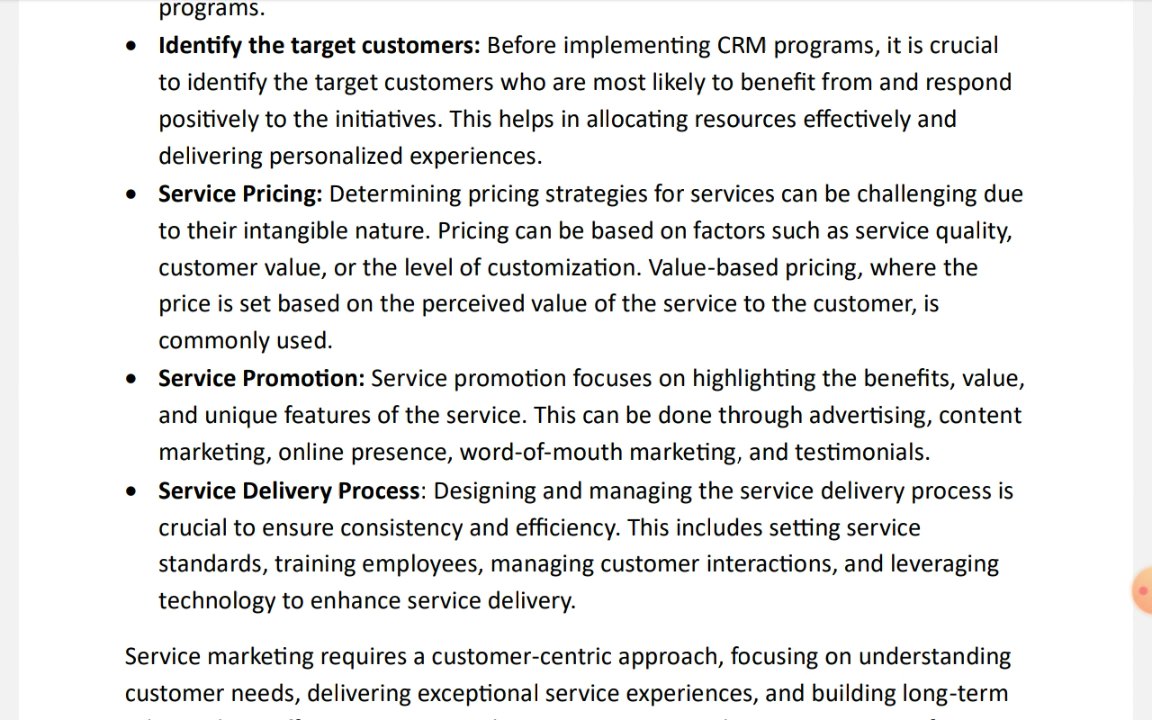 programs.
• Identify the target customers: Before implementing CRM programs, it is crucial
to identify the target customers who are most likely to benefit from and respond
positively to the initiatives. This helps in allocating resources effectively and
delivering personalized experiences.
• Service Pricing: Determining pricing strategies for services can be challenging due
to their intangible nature. Pricing can be based on factors such as service quality,
customer value, or the level of customization. Value-based pricing, where the
price is set based on the perceived value of the service to the customer, is
commonly used.
• Service Promotion: Service promotion focuses on highlighting the benefits, value,
and unique features of the service. This can be done through advertising, content
marketing, online presence, word-of-mouth marketing, and testimonials.
• Service Delivery Process: Designing and managing the service delivery process is
crucial to ensure consistency and efficiency. This includes setting service
standards, training employees, managing customer interactions, and leveraging
technology to enhance service delivery.
Service marketing requires a customer-centric approach, focusing on understanding
customer needs, delivering exceptional service experiences, and building long-term